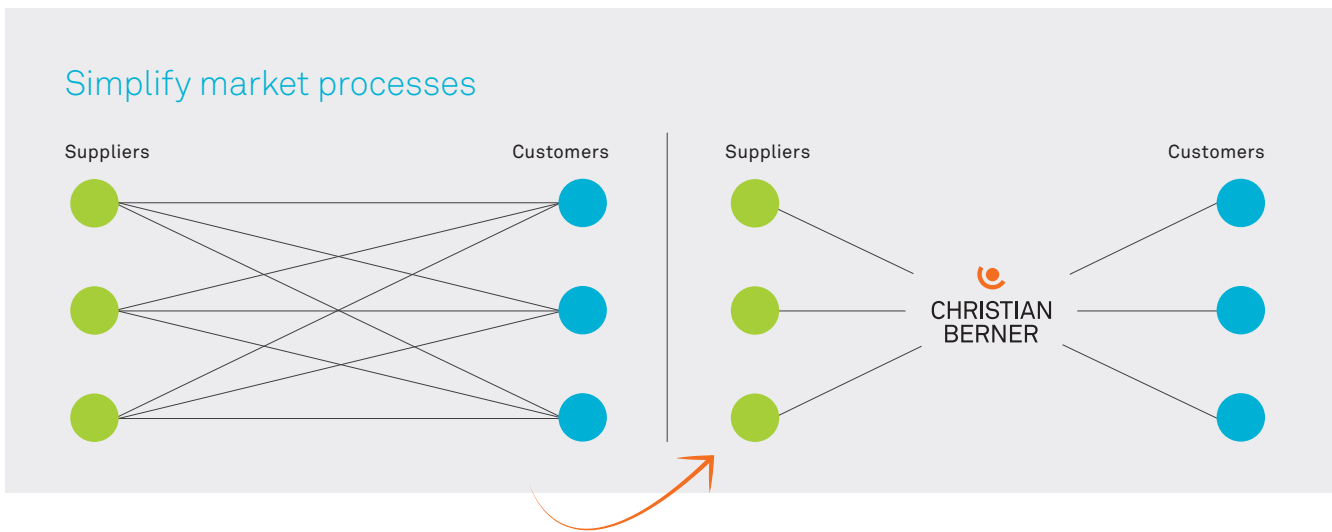 Simplify market processes
Suppliers
Customers
Suppliers
Customers
CHRISTIAN
BERNER